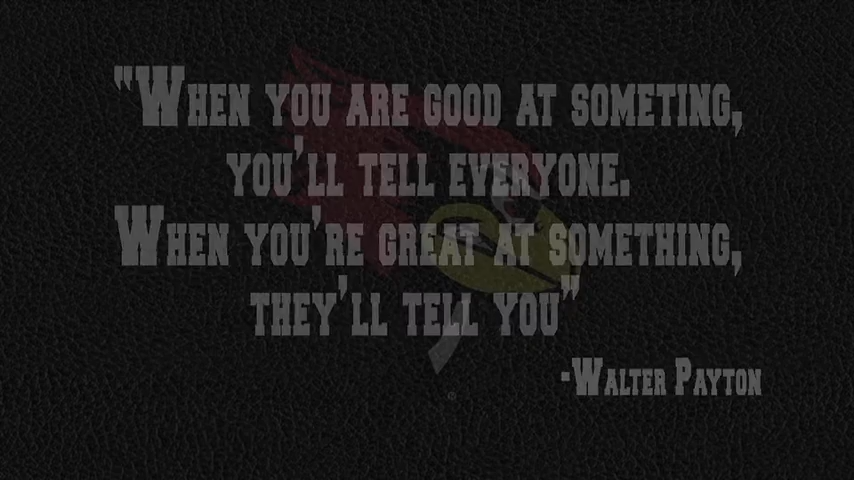 "When you are good at someting,
you'll tell everyone.
When you're great at something,
they'll tell you"
-Walter Payton
®